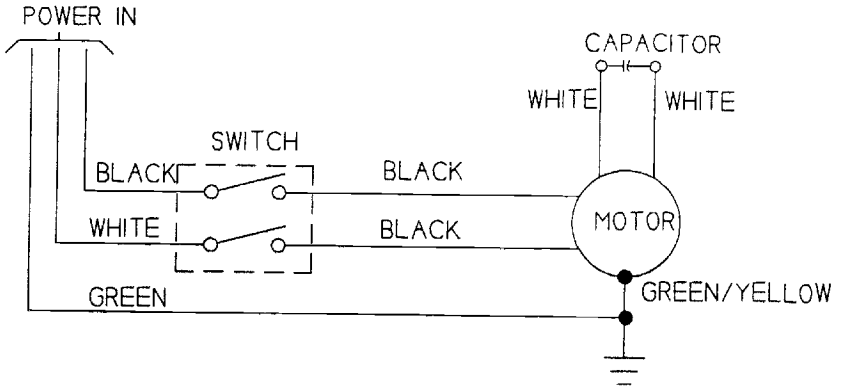 POWER IN
CAPACITOR
WHITE
WHITE
SWITCH
BLACK
BLACK
WHITE
BLACK
MOTOR
GREEN
GREEN/YELLOW